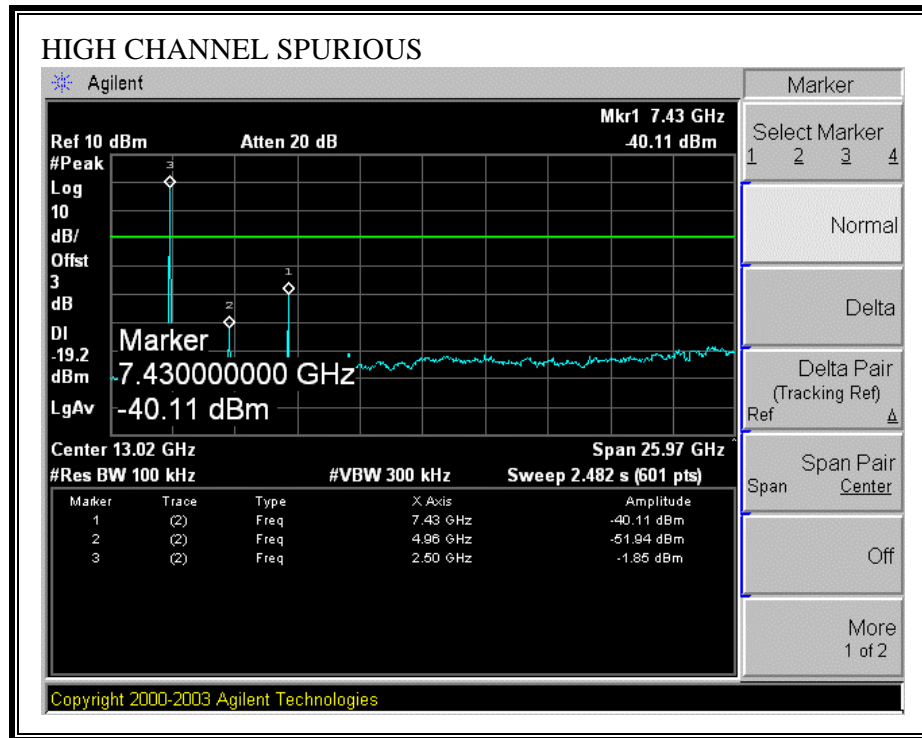 HIGH CHANNEL SPURIOUS
Agilent
Marker
Mkr1 7.43 GHz
Ref 10 dBm Atten 20 dB -40.11 dBm
#Peak
Log
10
dB/
Offst
3
dB
DI
-19.2
dBm
LgAv
3
1
2
Marker
7.430000000 GHz
-40.11 dBm
Center 13.02 GHz Span 25.97 GHz ^
#Res BW 100 kHz #VBW 300 kHz Sweep 2.482 s (601 pts)
Marker Trace Type X Axis Amplitude
1 (2) Freq 7.43 GHz -40.11 dBm
2 (2) Freq 4.96 GHz -51.94 dBm
3 (2) Freq 2.50 GHz -1.85 dBm
Select Marker
1 2 3 4
Normal
Delta
Delta Pair
(Tracking Ref)
Ref Δ
Span Pair
Span Center
Off
More
1 of 2
Copyright 2000-2003 Agilent Technologies